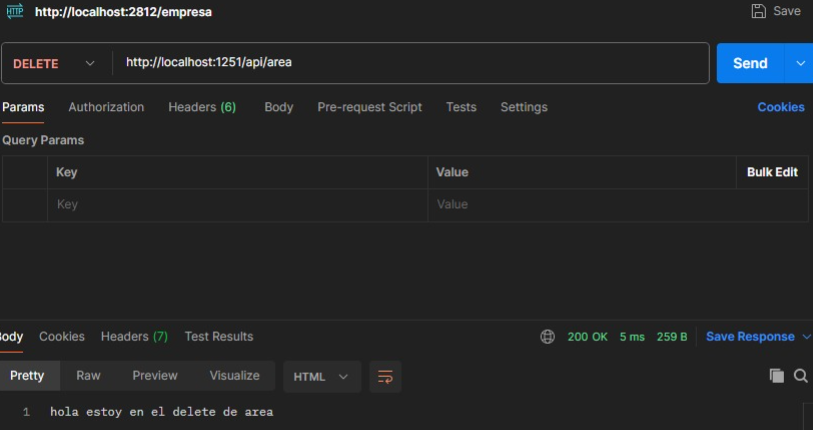 HTTP http://localhost:2812/empresa Save
DELETE http://localhost:1251/api/area Send
Params Authorization Headers (6) Body Pre-request Script Tests Settings Cookies
Query Params
Key Value Bulk Edit
Key Value
Body Cookies Headers (7) Test Results 200 OK 5 ms 259 B Save Response
Pretty Raw Preview Visualize HTML
1 hola estoy en el delete de area